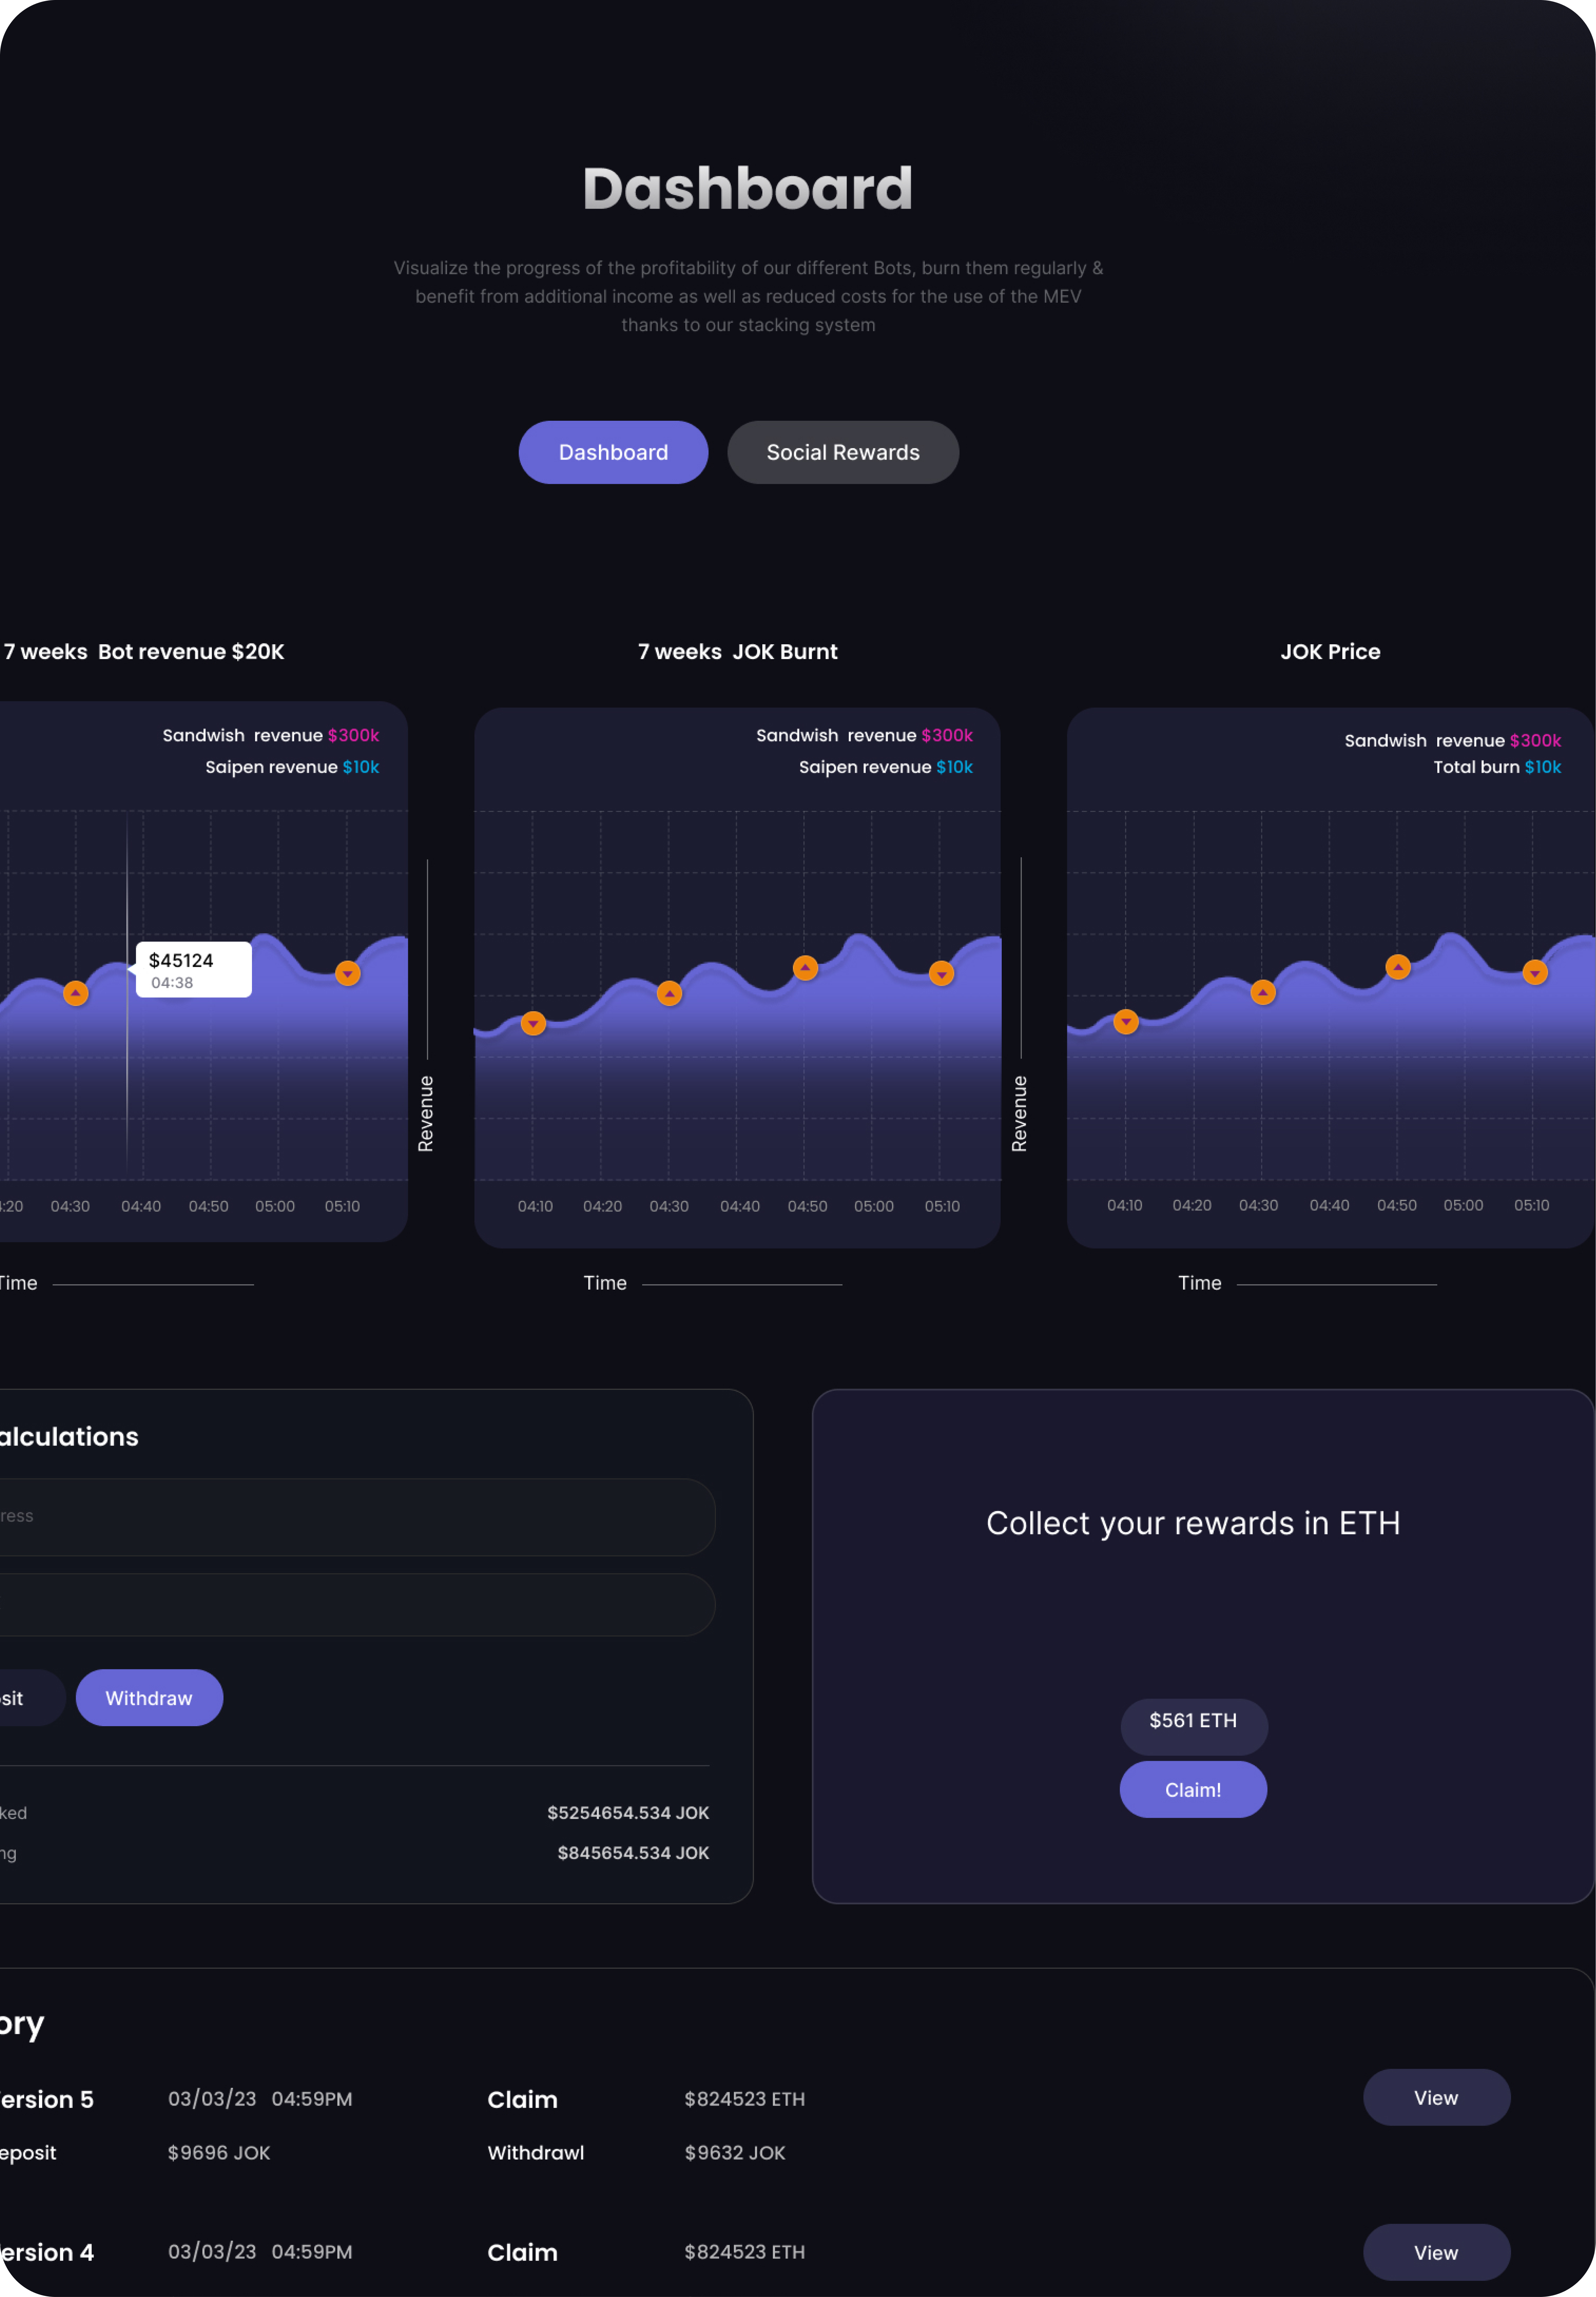 Dashboard
Visualize the progress of the profitability of our different Bots, burn them regularly &
benefit from additional income as well as reduced costs for the use of the MEV
thanks to our stacking system
Dashboard
Social Rewards
7 weeks Bot revenue $20K
Sandwish revenue $300k
Saipen revenue $10k
$45124
04:38
:20 04:30 04:40 04:50 05:00 05:10
Revenue
Time
7 weeks JOK Burnt
Sandwish revenue $300k
Saipen revenue $10k
04:10 04:20 04:30 04:40 04:50 05:00 05:10
Revenue
Time
JOK Price
Sandwish revenue $300k
Total burn $10k
04:10 04:20 04:30 04:40 04:50 05:00 05:10
Time
alculations
ress
sit
Withdraw
ked $5254654.534 JOK
ng $845654.534 JOK
Collect your rewards in ETH
$561 ETH
Claim!
ory
ersion 5 03/03/23 04:59PM Claim $824523 ETH View
eposit $9696 JOK Withdrawl $9632 JOK
ersion 4 03/03/23 04:59PM Claim $824523 ETH View